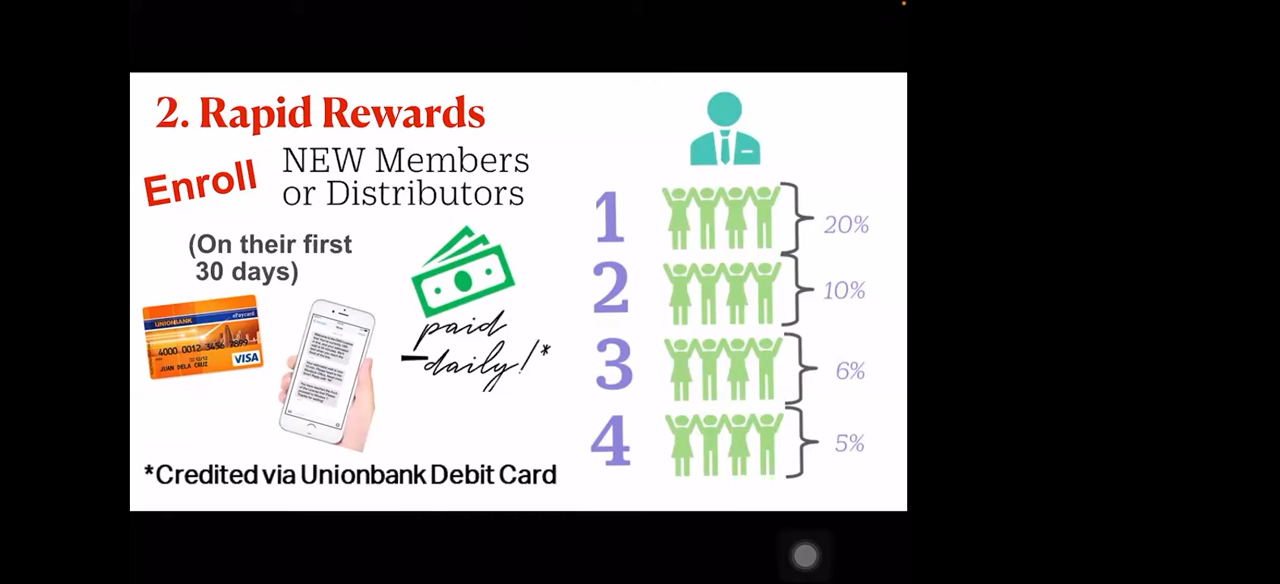 2. Rapid Rewards
Enroll
NEW Members
or Distributors
(On their first
30 days)
paid
daily!*
UNIONBANK
ePaycard
4000 0012 3456 7899
JUAN DELA CRUZ
VISA
*Credited via Unionbank Debit Card
1
20%
2
10%
3
6%
4
5%